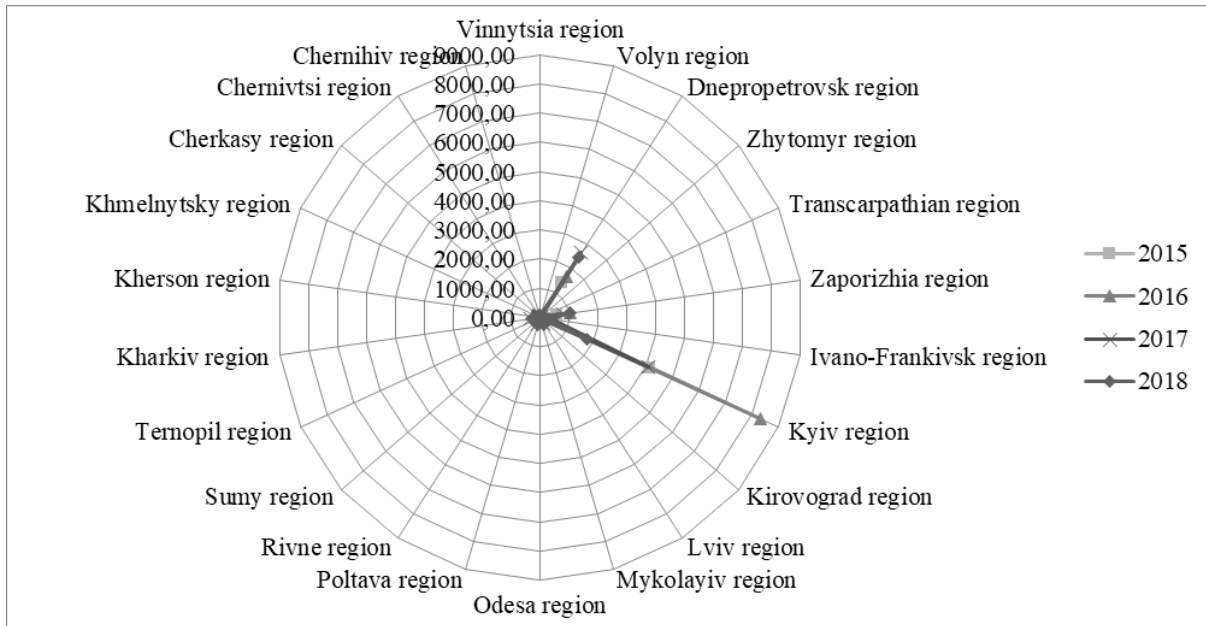 Vinnytsia region
Volyn region
Dnepropetrovsk region
Zhytomyr region
Transcarpathian region
Zaporizhia region
Ivano-Frankivsk region
Kyiv region
Kirovograd region
Lviv region
Mykolayiv region
Odesa region
Poltava region
Rivne region
Sumy region
Ternopil region
Kharkiv region
Kherson region
Khmelnytsky region
Cherkasy region
Chernivtsi region
Chernihiv region
9000,00
8000,00
7000,00
6000,00
5000,00
4000,00
3000,00
2000,00
1000,00
0,00
2015
2016
2017
2018